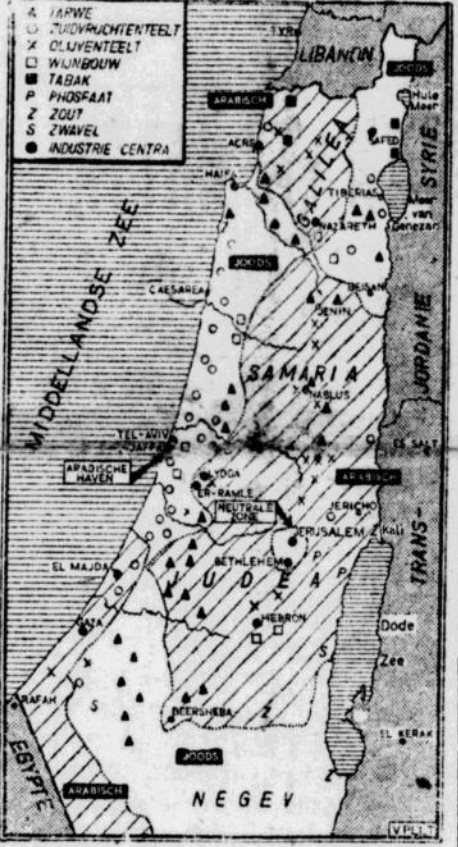 TARWE
ZUIDVRUCHTENTEELT
OLIJVENTEELT
WIJNBOUW
TABAK
P PHOSFAAT
Z ZOUT
S ZWAVEL
INDUSTRIE CENTRA
TYR
LIBANON
JOODS
ARABISCH
Hule Meer
SAFED
SYRIE
ACRE
GALILEA
HAIFA
TIBERIAS
Meer van Genezareth
NAZARETH
MIDDELLANDSE ZEE
JOODS
CAESAREA
BEISAN
JENIN
SAMARIA
NABLUS
TRANS-JORDANIE
TEL-AVIV
JAFFA
ES SALT
ARABISCHE HAVEN
LYDDA
ER-RAMLE
ARABISCH
NEUTRALE ZONE
JERICHO
JERUSALEM
Z Kali
BETHLEHEM
P
P
EL MAJDA
JUDEA
GAZA
HEBRON
Dode Zee
S
RAFAH
S
BEERSHEBA
Z
EL KERAK
Z
EGYPTE
JOODS
ARABISCH
NEGEV